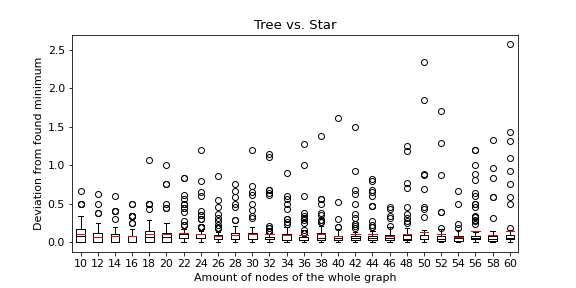 Tree vs. Star
Deviation from found minimum
2.5
2.0
1.5
1.0
0.5
0.0
10 12 14 16 18 20 22 24 26 28 30 32 34 36 38 40 42 44 46 48 50 52 54 56 58 60
Amount of nodes of the whole graph